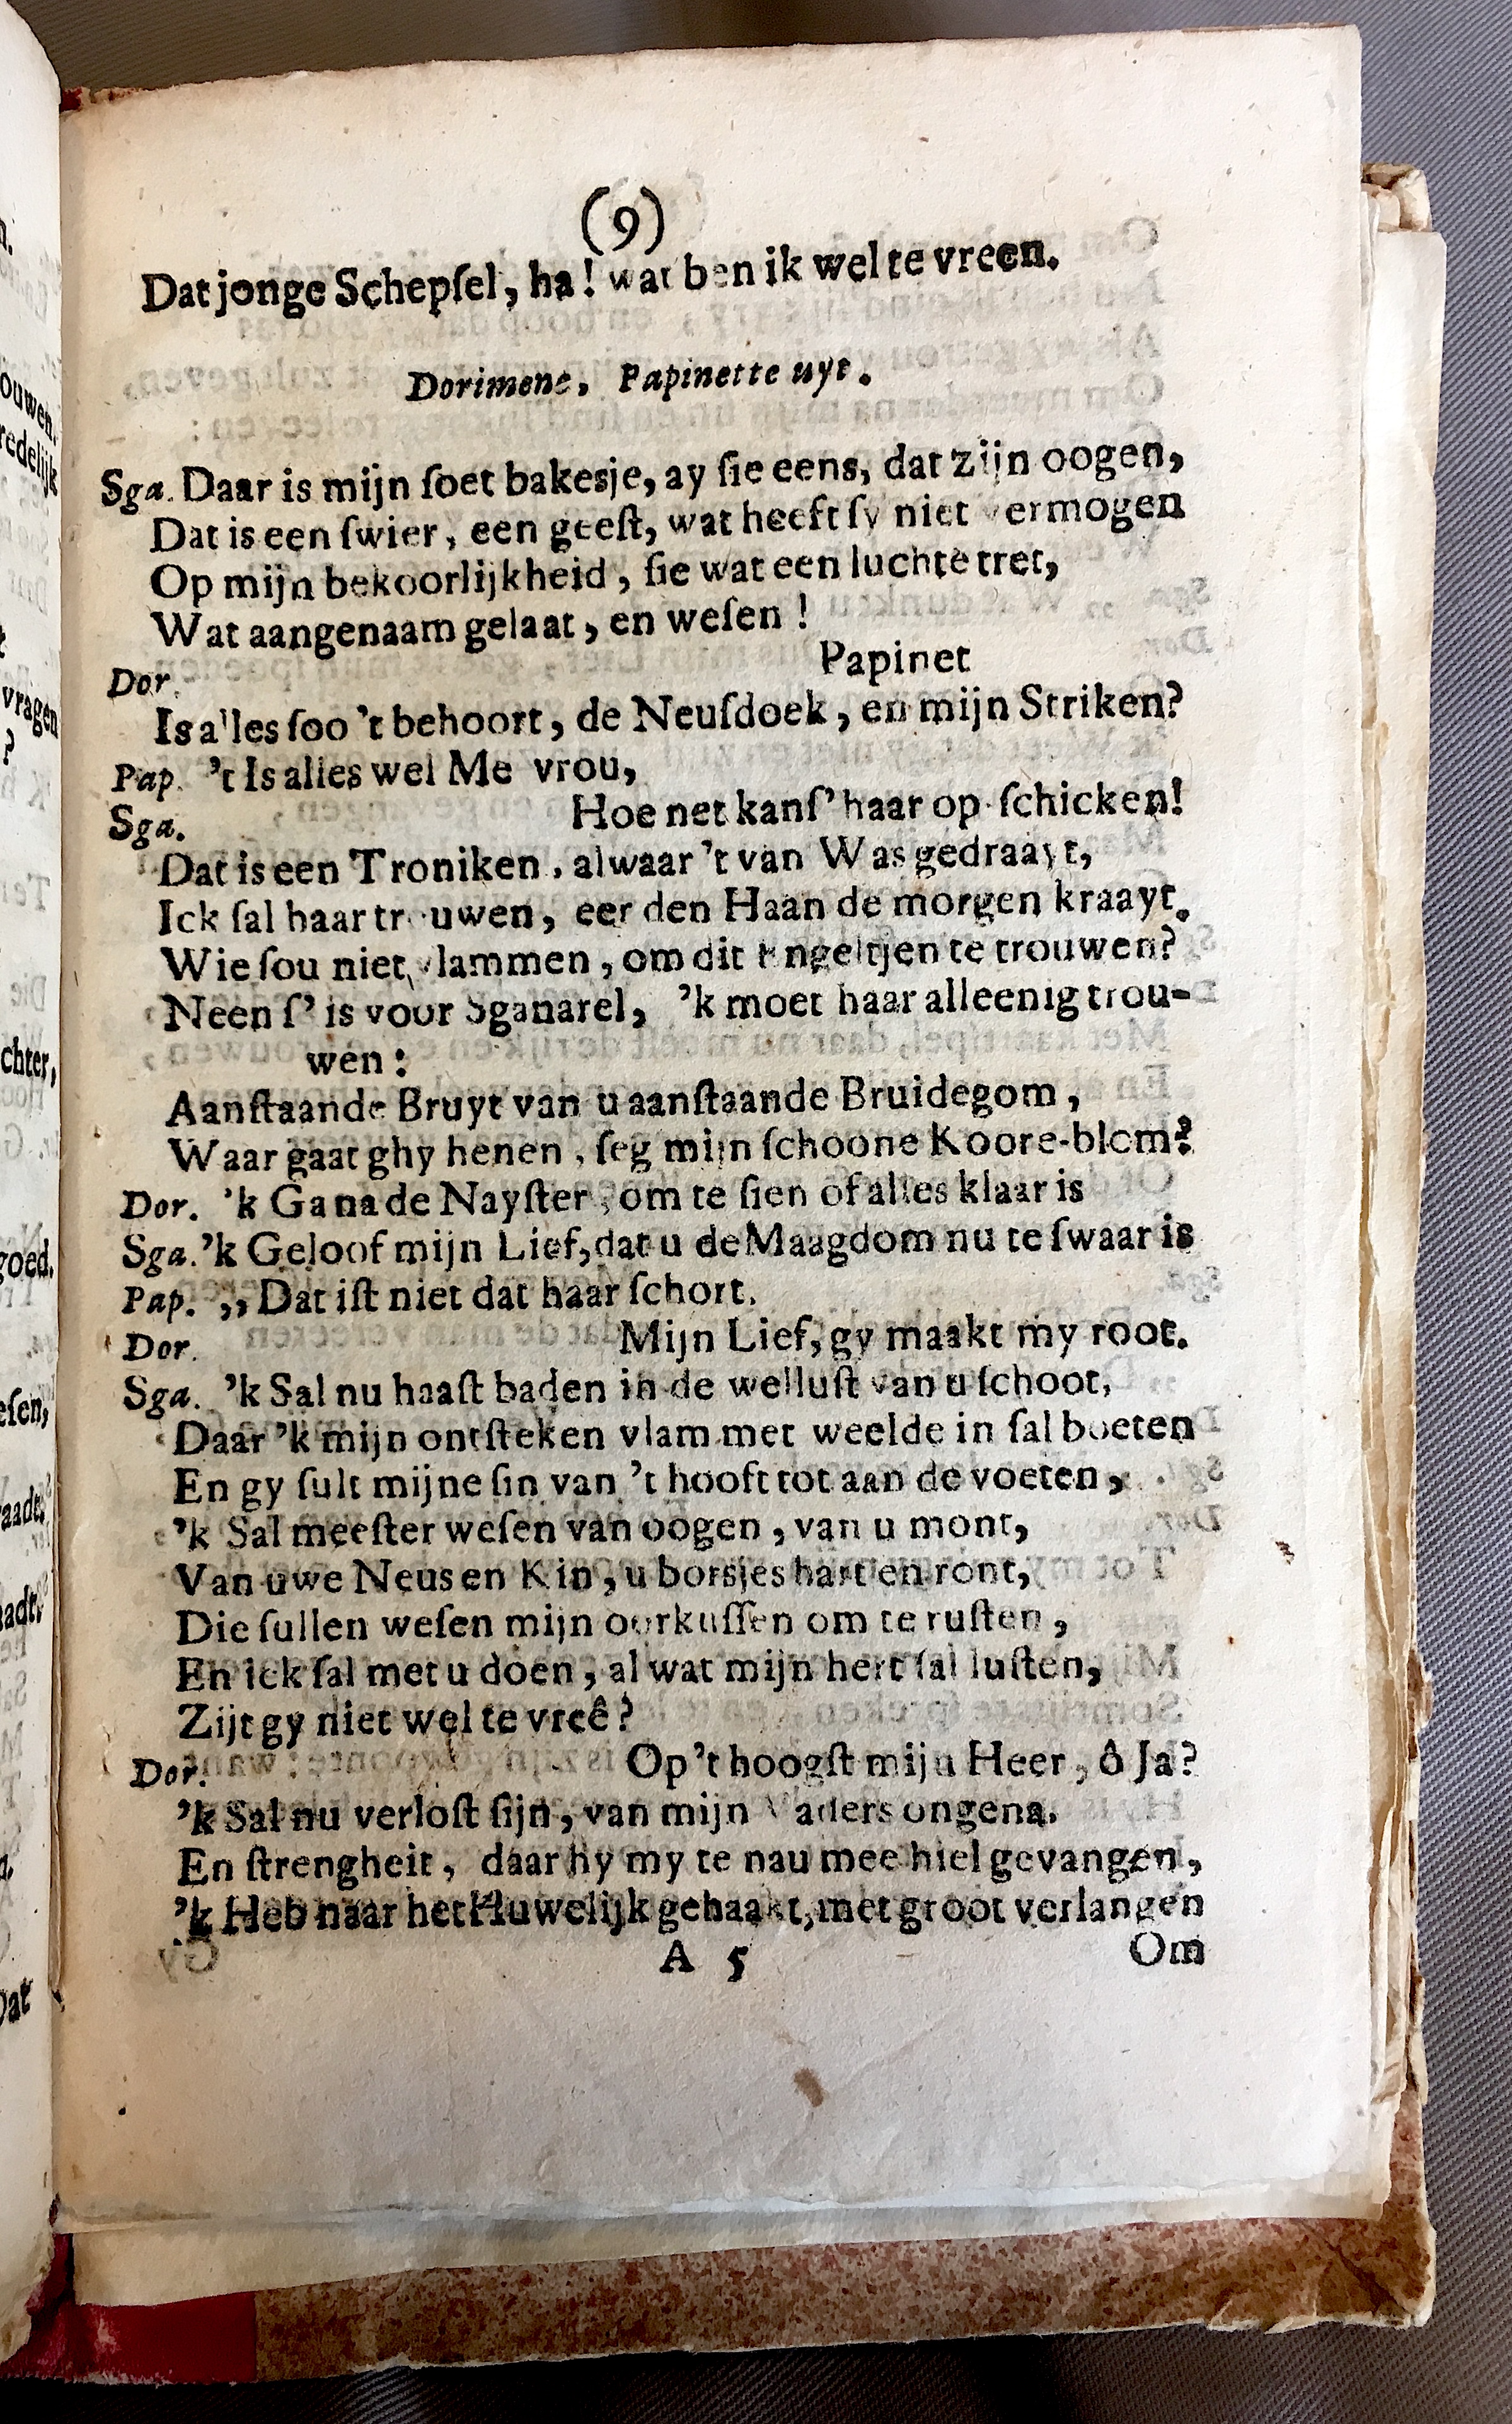 (9)
Dat jonge Schepſel, ha! wat ben ik wel te vreen.
Dorimene, Papinette uyt.
Sga. Daar is mijn ſoet bakesje, ay ſie eens, dat zijn oogen,
Dat is een ſwier, een geeſt, wat heeft ſy niet vermogen
Op mijn bekoorlijkheid, ſie wat een luchte tret,
Wat aangenaam gelaat, en weſen!
Dor. Papinet
Is alles ſoo 't behoort, de Neuſdoek, en mijn Striken?
Pap. 't Is alles wel Me vrou,
Sga. Hoe net kanſ' haar op ſchicken!
Dat is een Troniken, al waar 't van Was gedraayt,
Ick ſal haar trouwen, eer den Haan de morgen kraayt.
Wie ſou niet vlammen, om dit Engeltjen te trouwen?
Neen ſ' is voor Sganarel, 'k moet haar alleenig trou-
wen:
Aanſtaande Bruyt van u aanſtaande Bruidegom,
Waar gaat ghy henen, ſeg mijn ſchoone Koore-blom?
Dor. 'k Ga na de Nayſter, om te ſien of alles klaar is
Sga. 'k Geloof mijn Lief, dat u de Maagdom nu te ſwaar is
Pap. ,, Dat iſt niet dat haar ſchort.
Dor. Mijn Lief, gy maakt my root.
Sga. 'k Sal nu haaſt baden in de welluſt van u ſchoot,
Daar 'k mijn ontſteken vlam met weelde in ſal boeten
En gy ſult mijne ſin van 't hooft tot aan de voeten,
'k Sal meeſter weſen van oogen, van u mont,
Van uwe Neus en Kin, u borsjes hart en ront,
Die ſullen weſen mijn oorkuſſen om te ruſten,
En ick ſal met u doen, al wat mijn hert ſal luſten,
Zijt gy niet wel te vreê?
Dor. Op 't hoogſt mijn Heer, ô Ja?
'k Sal nu verloſt ſijn, van mijn Vaders ongena.
En ſtrengheit, daar hy my te nau mee hiel gevangen,
'k Heb naar het Huwelijk gehaakt, met groot verlangen
A 5 Om